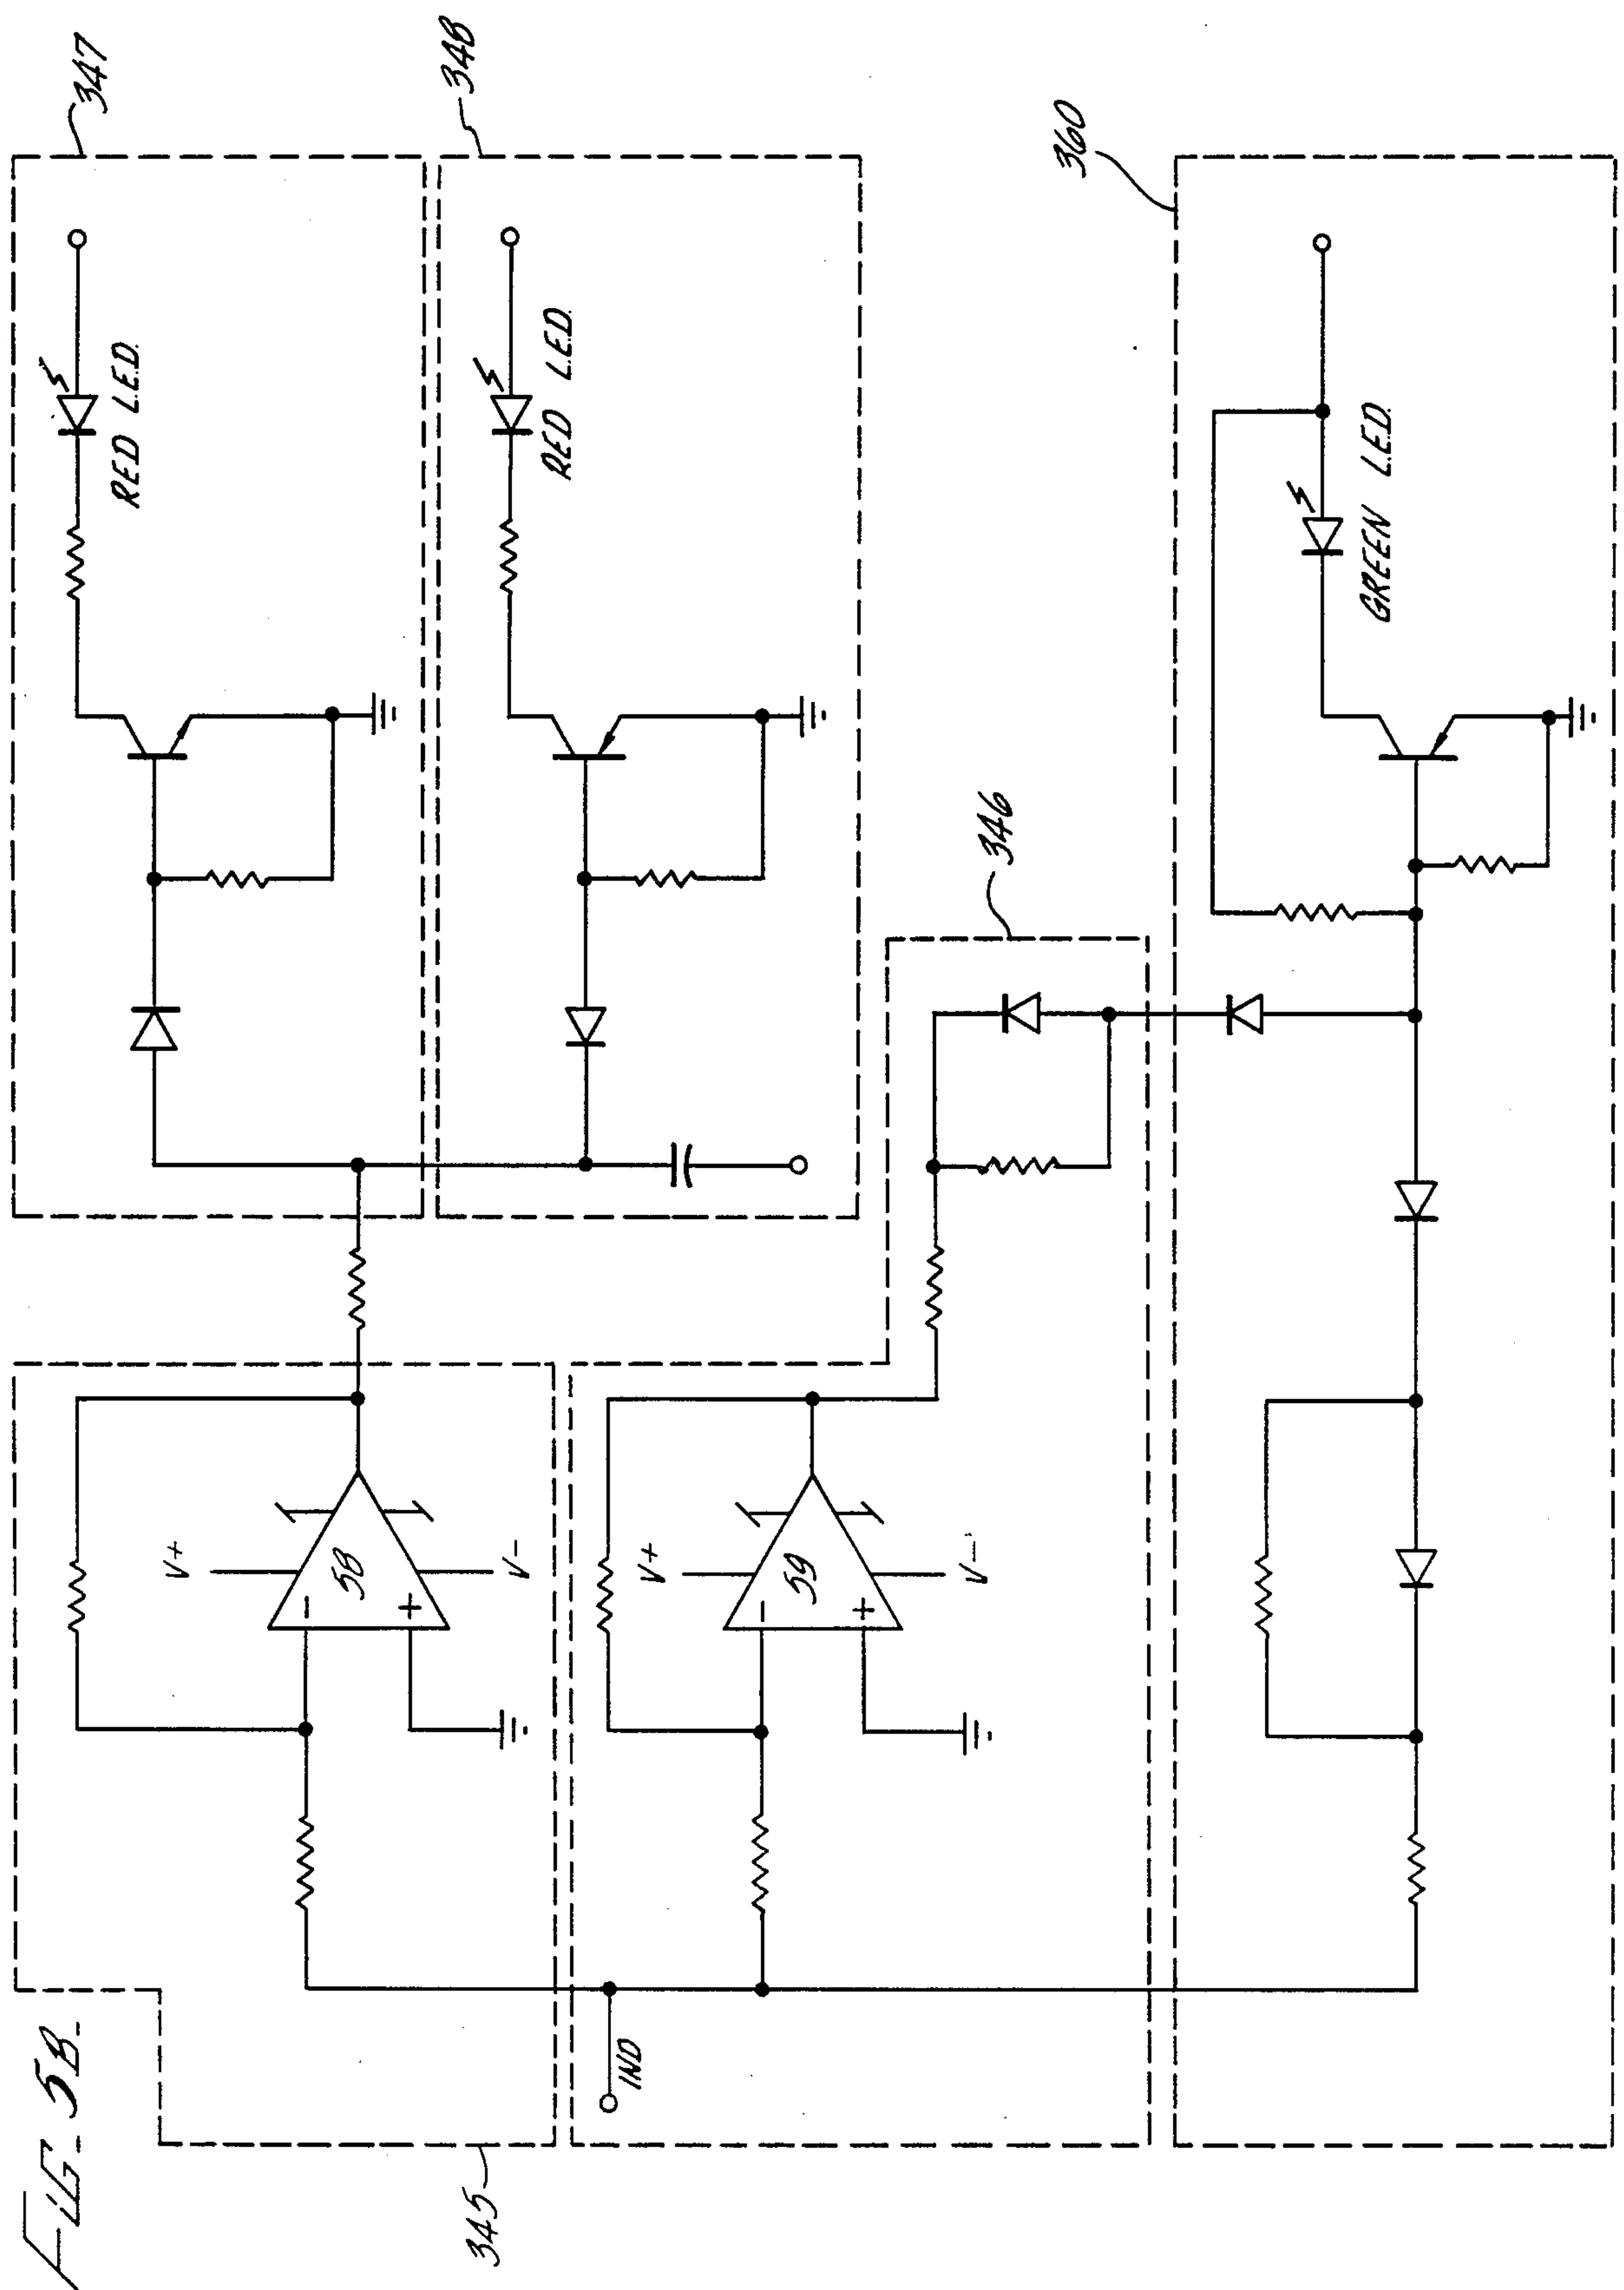 FIG. 5B.
345
V+
58
-
+
V-
347
RED L.E.D.
348
RED L.E.D.
IND
V+
59
-
+
V-
346
360
GREEN L.E.D.